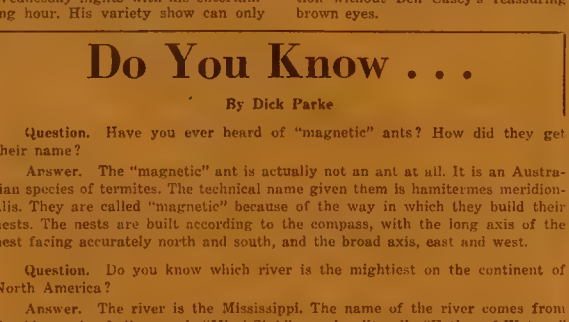 ng hour. His variety show can only
brown eyes.
Do You Know . . .
By Dick Parke
Question. Have you ever heard of "magnetic" ants? How did they get
heir name?
Answer. The "magnetic" ant is actually not an ant at all. It is an Austra-
ian species of termites. The technical name given them is hamitermes meridion-
lis. They are called "magnetic" because of the way in which they build their
ests. The nests are built according to the compass, with the long axis of the
nest facing accurately north and south, and the broad axis, east and west.
Question. Do you know which river is the mightiest on the continent of
North America?
Answer. The river is the Mississippi. The name of the river comes from